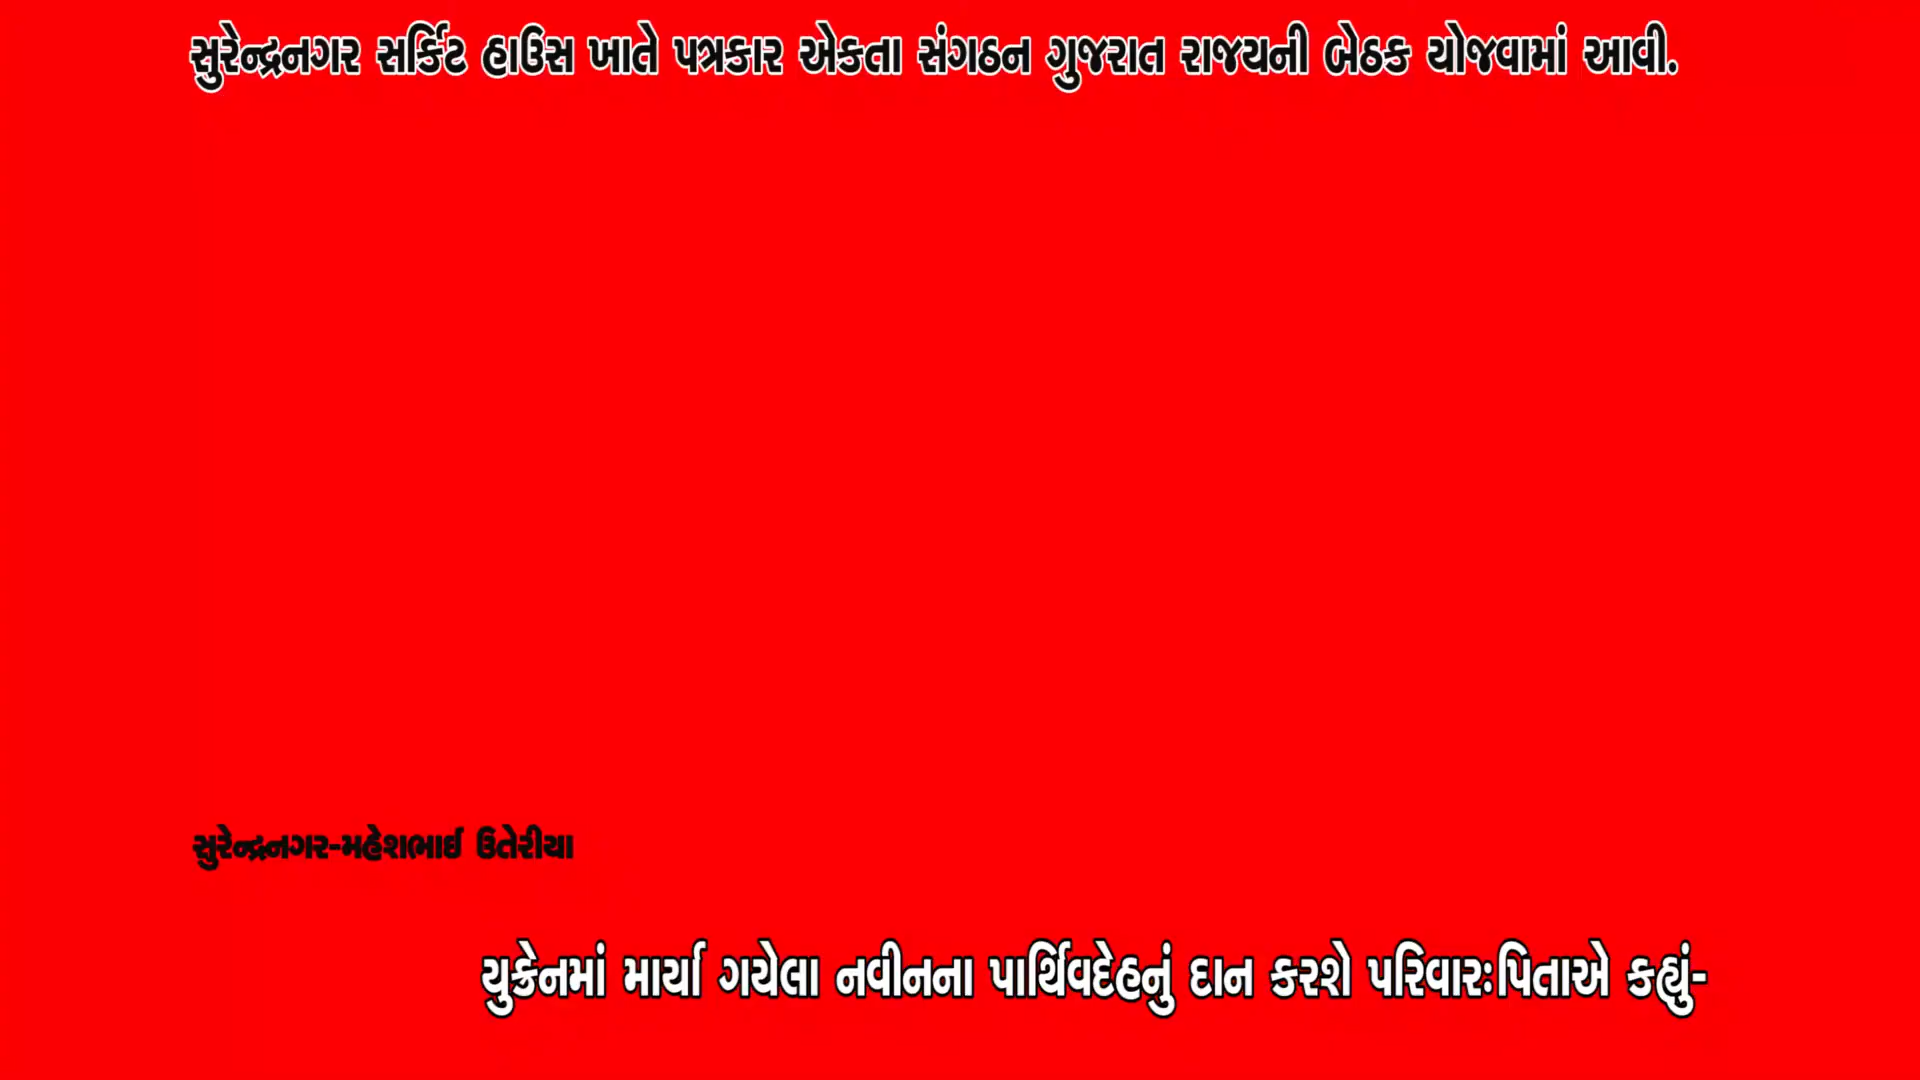 સુરેન્દ્રનગર સર્કિટ હાઉસ ખાતે પત્રકાર એકતા સંગઠન ગુજરાત રાજયની બેઠક યોજવામાં આવી.
સુરેન્દ્રનગર-મહેશભાઈ ઉતેરીયા
યુક્રેનમાં માર્યા ગયેલા નવીનના પાર્થિવદેહનું દાન કરશે પરિવાર:પિતાએ કહ્યું-